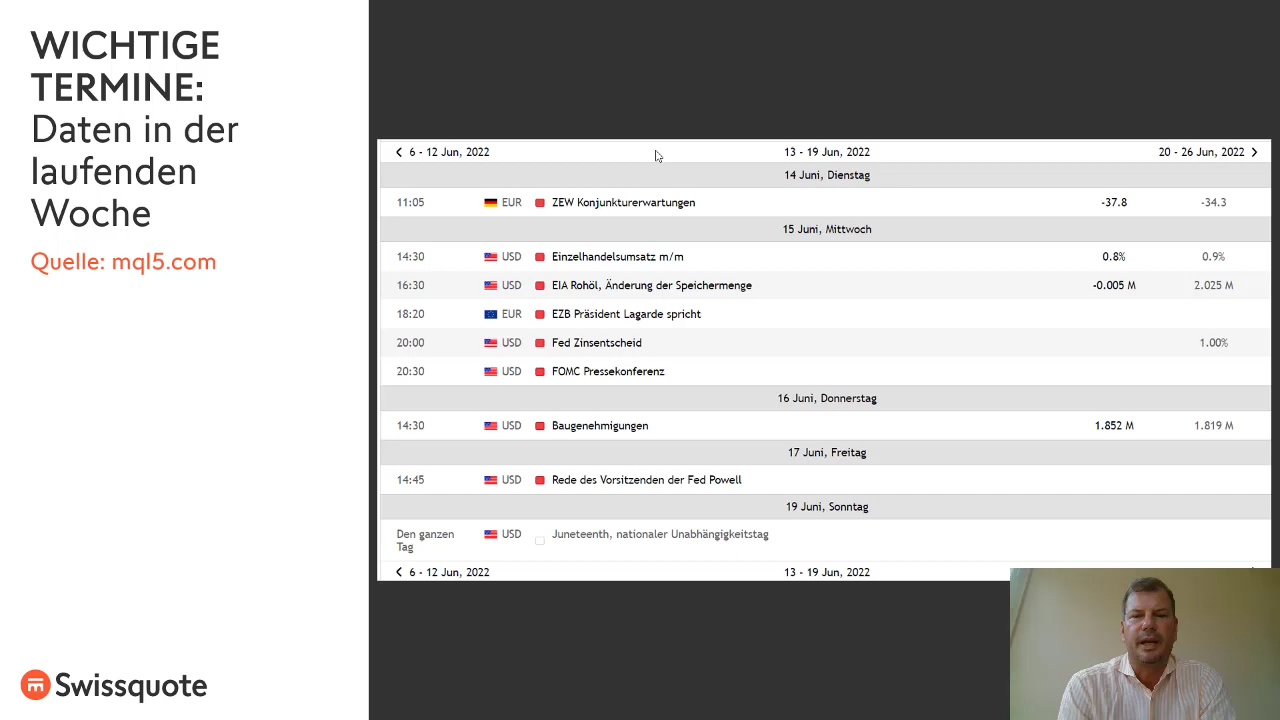 WICHTIGE
TERMINE:
Daten in der
laufenden
Woche
Quelle: mql5.com
6 - 12 Jun, 2022 13 - 19 Jun, 2022 20 - 26 Jun, 2022
14 Juni, Dienstag
11:05 EUR ZEW Konjunkturerwartungen -37.8 -34.3
15 Juni, Mittwoch
14:30 USD Einzelhandelsumsatz m/m 0.8% 0.9%
16:30 USD EIA Rohöl, Änderung der Speichermenge -0.005 M 2.025 M
18:20 EUR EZB Präsident Lagarde spricht
20:00 USD Fed Zinsentscheid 1.00%
20:30 USD FOMC Pressekonferenz
16 Juni, Donnerstag
14:30 USD Baugenehmigungen 1.852 M 1.819 M
17 Juni, Freitag
14:45 USD Rede des Vorsitzenden der Fed Powell
19 Juni, Sonntag
Den ganzen USD Juneteenth, nationaler Unabhängigkeitstag
Tag
6 - 12 Jun, 2022 13 - 19 Jun, 2022
Swissquote